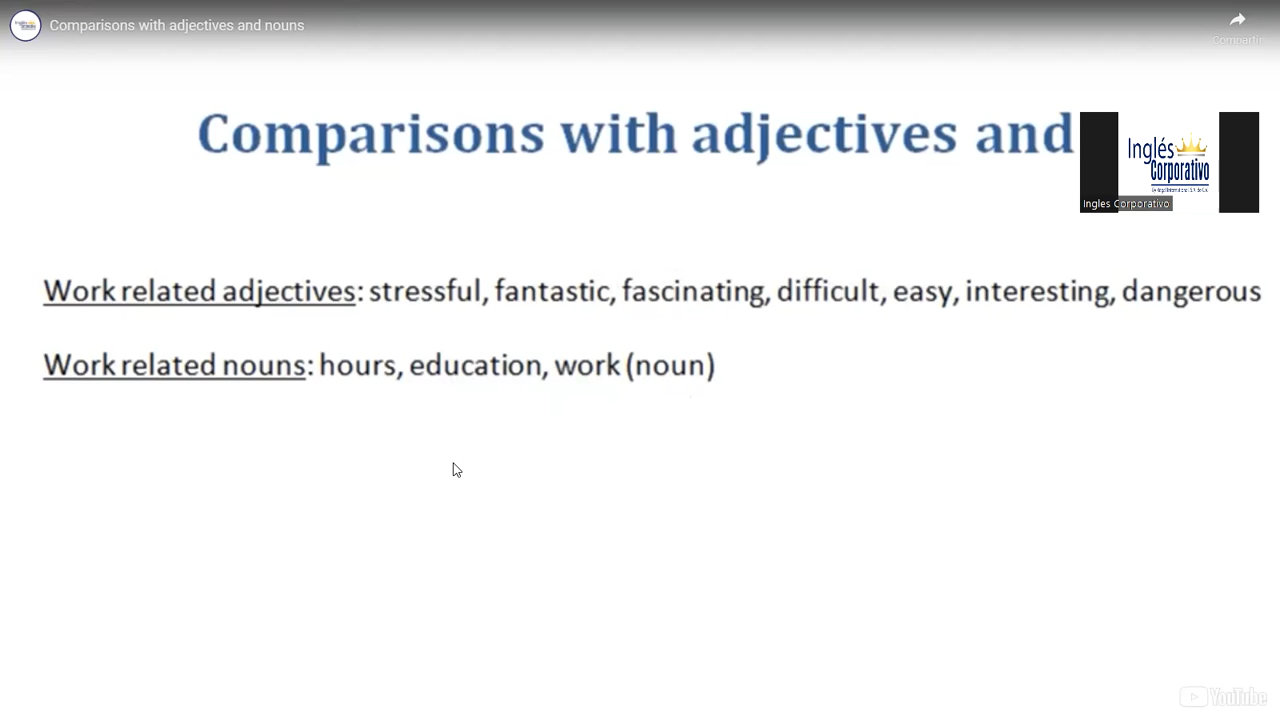 Comparisons with adjectives and nouns
Compartir
Comparisons with adjectives and
Inglés
Corporativo
Ingles Corporativo
Work related adjectives: stressful, fantastic, fascinating, difficult, easy, interesting, dangerous
Work related nouns: hours, education, work (noun)
YouTube